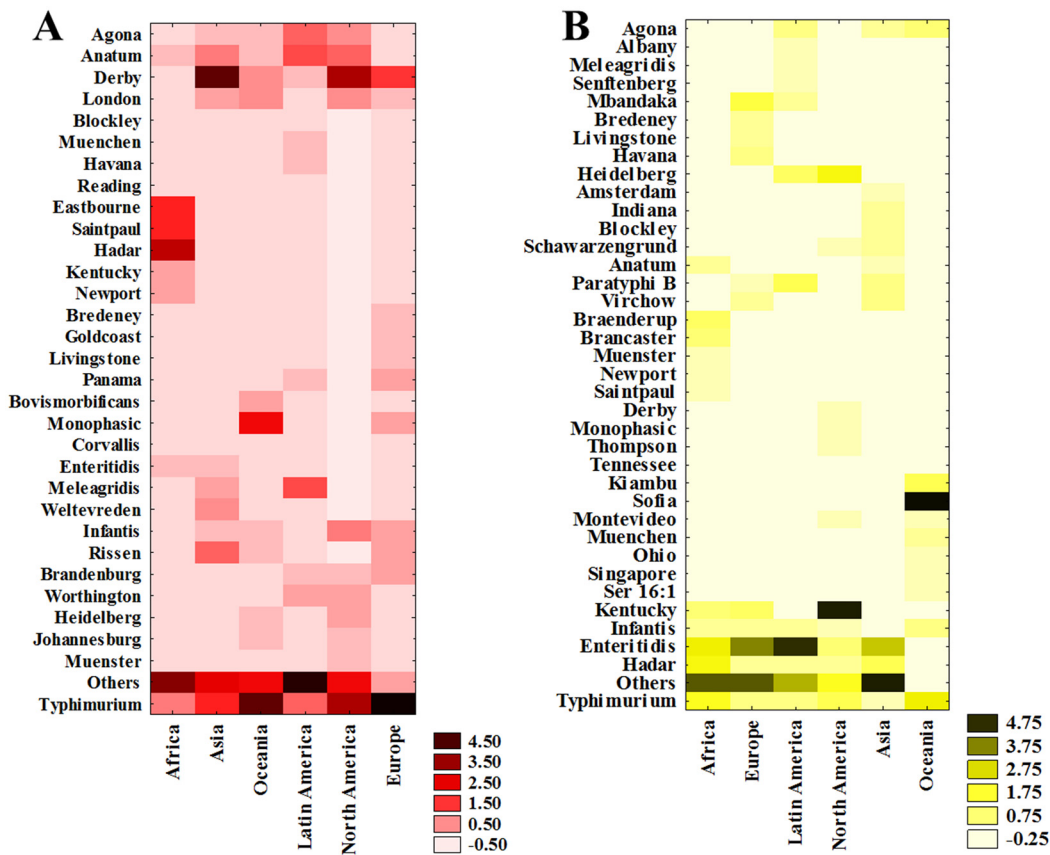 A
Agona
Anatum
Derby
London
Blockley
Muenchen
Havana
Reading
Eastbourne
Saintpaul
Hadar
Kentucky
Newport
Bredeney
Goldcoast
Livingstone
Panama
Bovismorbificans
Monophasic
Corvallis
Enteritidis
Meleagridis
Weltevreden
Infantis
Rissen
Brandenburg
Worthington
Heidelberg
Johannesburg
Muenster
Others
Typhimurium
Africa
Asia
Oceania
Latin America
North America
Europe
4.50
3.50
2.50
1.50
0.50
-0.50
B
Agona
Albany
Meleagridis
Senftenberg
Mbandaka
Bredeney
Livingstone
Havana
Heidelberg
Amsterdam
Indiana
Blockley
Schawarzengrund
Anatum
Paratyphi B
Virchow
Braenderup
Brancaster
Muenster
Newport
Saintpaul
Derby
Monophasic
Thompson
Tennessee
Kiambu
Sofia
Montevideo
Muenchen
Ohio
Singapore
Ser 16:1
Kentucky
Infantis
Enteritidis
Hadar
Others
Typhimurium
Africa
Europe
Latin America
North America
Asia
Oceania
4.75
3.75
2.75
1.75
0.75
-0.25